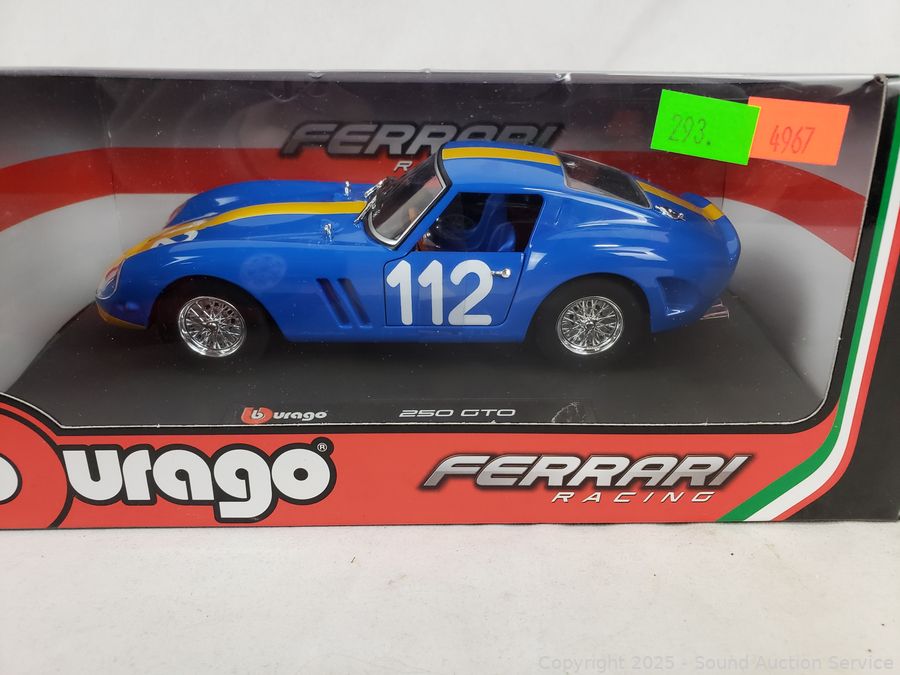 FERRARI
293.
4967
112
burago
250 GTO
burago®
FERRARI
RACING
Copyright 2025 - Sound Auction Service